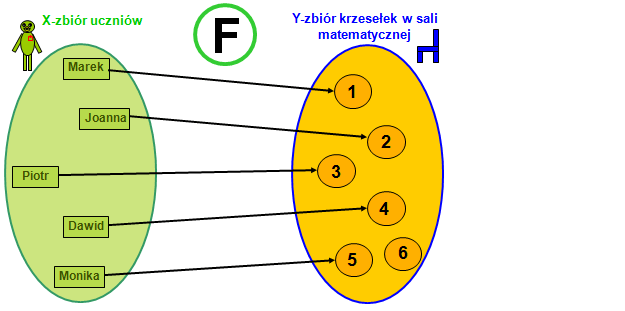 X-zbiór uczniów
F
Y-zbiór krzesełek w sali
matematycznej
Marek
Joanna
Piotr
Dawid
Monika
1
2
3
4
5
6